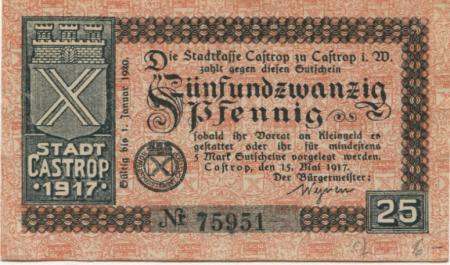 Die Stadtkasse Castrop zu Castrop i. W.
zahlt gegen diesen Gutschein
Fünfundzwanzig
Pfennig
sobald ihr Vorrat an Kleingeld es
gestattet oder ihr für mindestens
5 Mark Gutscheine vorgelegt werden.
Castrop, den 15. Mai 1917.
Der Bürgermeister:
Gültig bis 1. Januar 1920.
STADT
CASTROP
·1917·
№ 75951
25